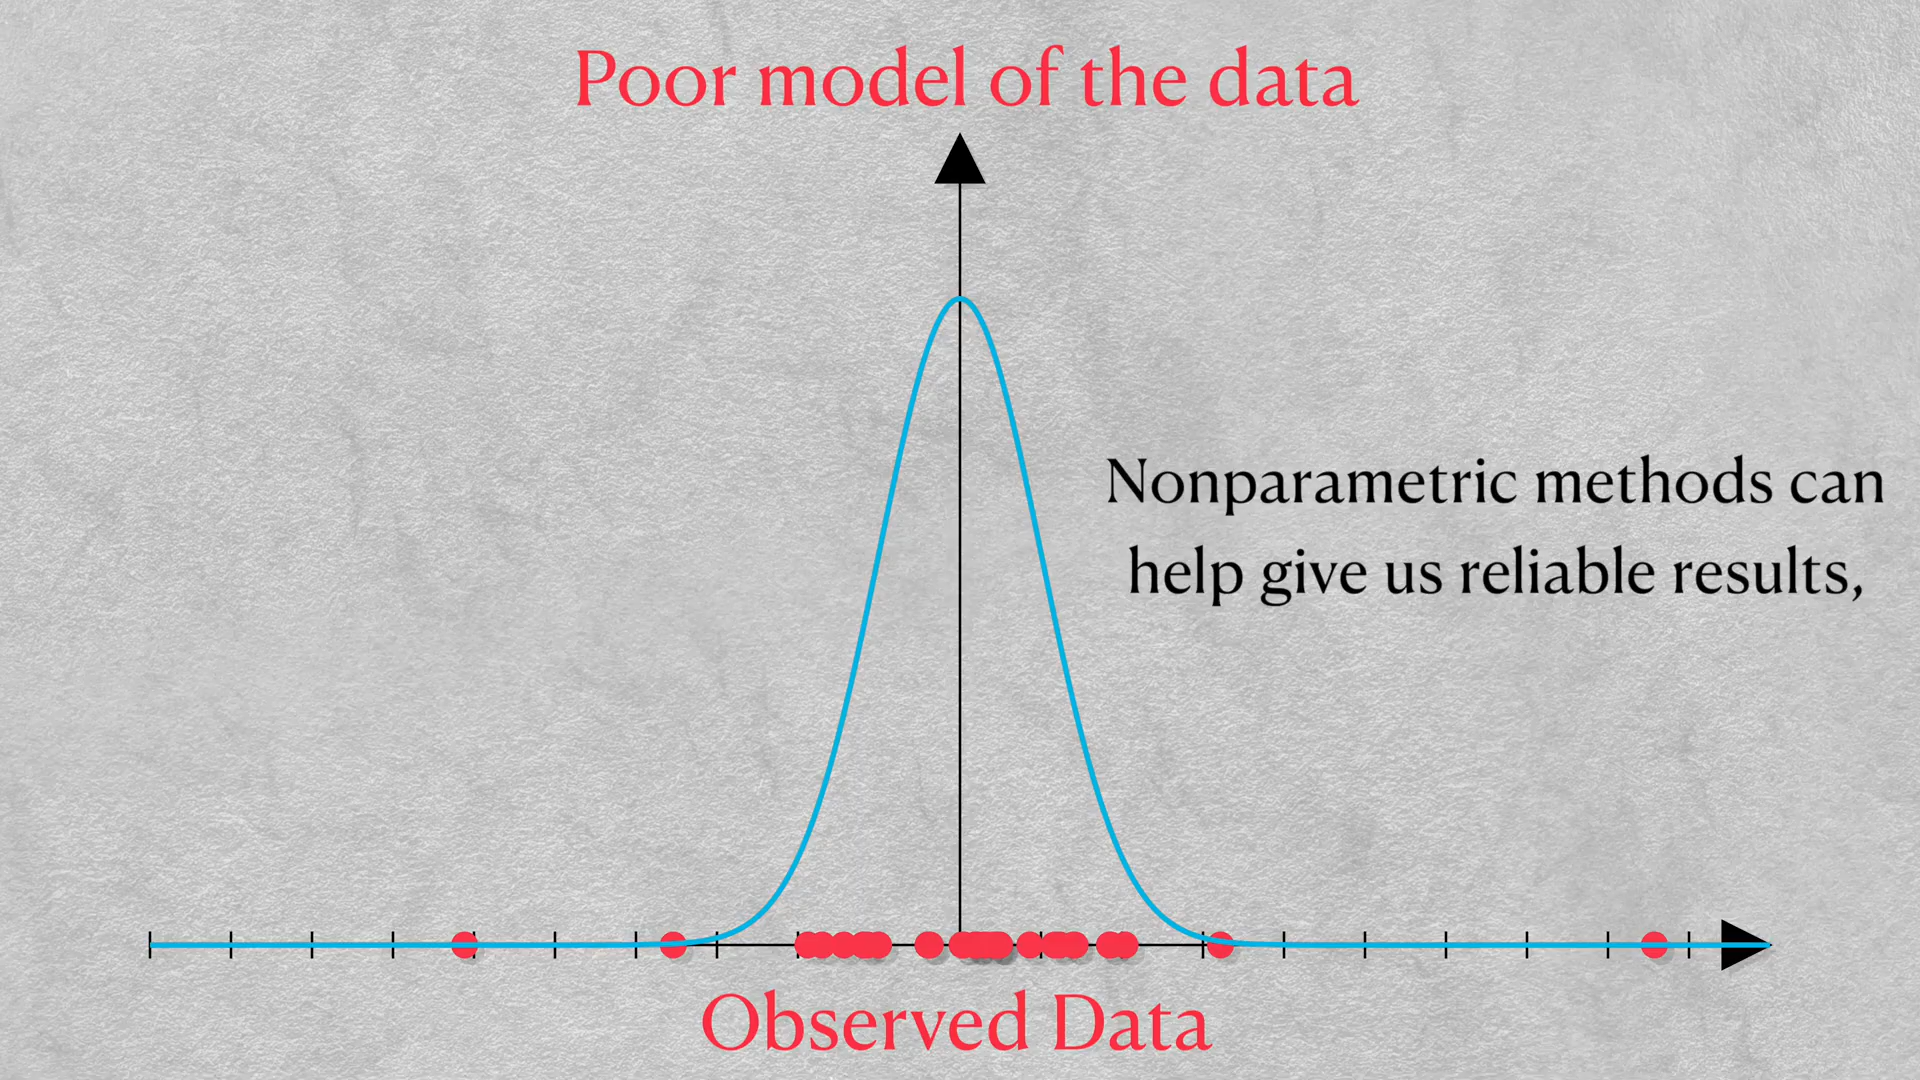 Poor model of the data
Nonparametric methods can
help give us reliable results,
Observed Data